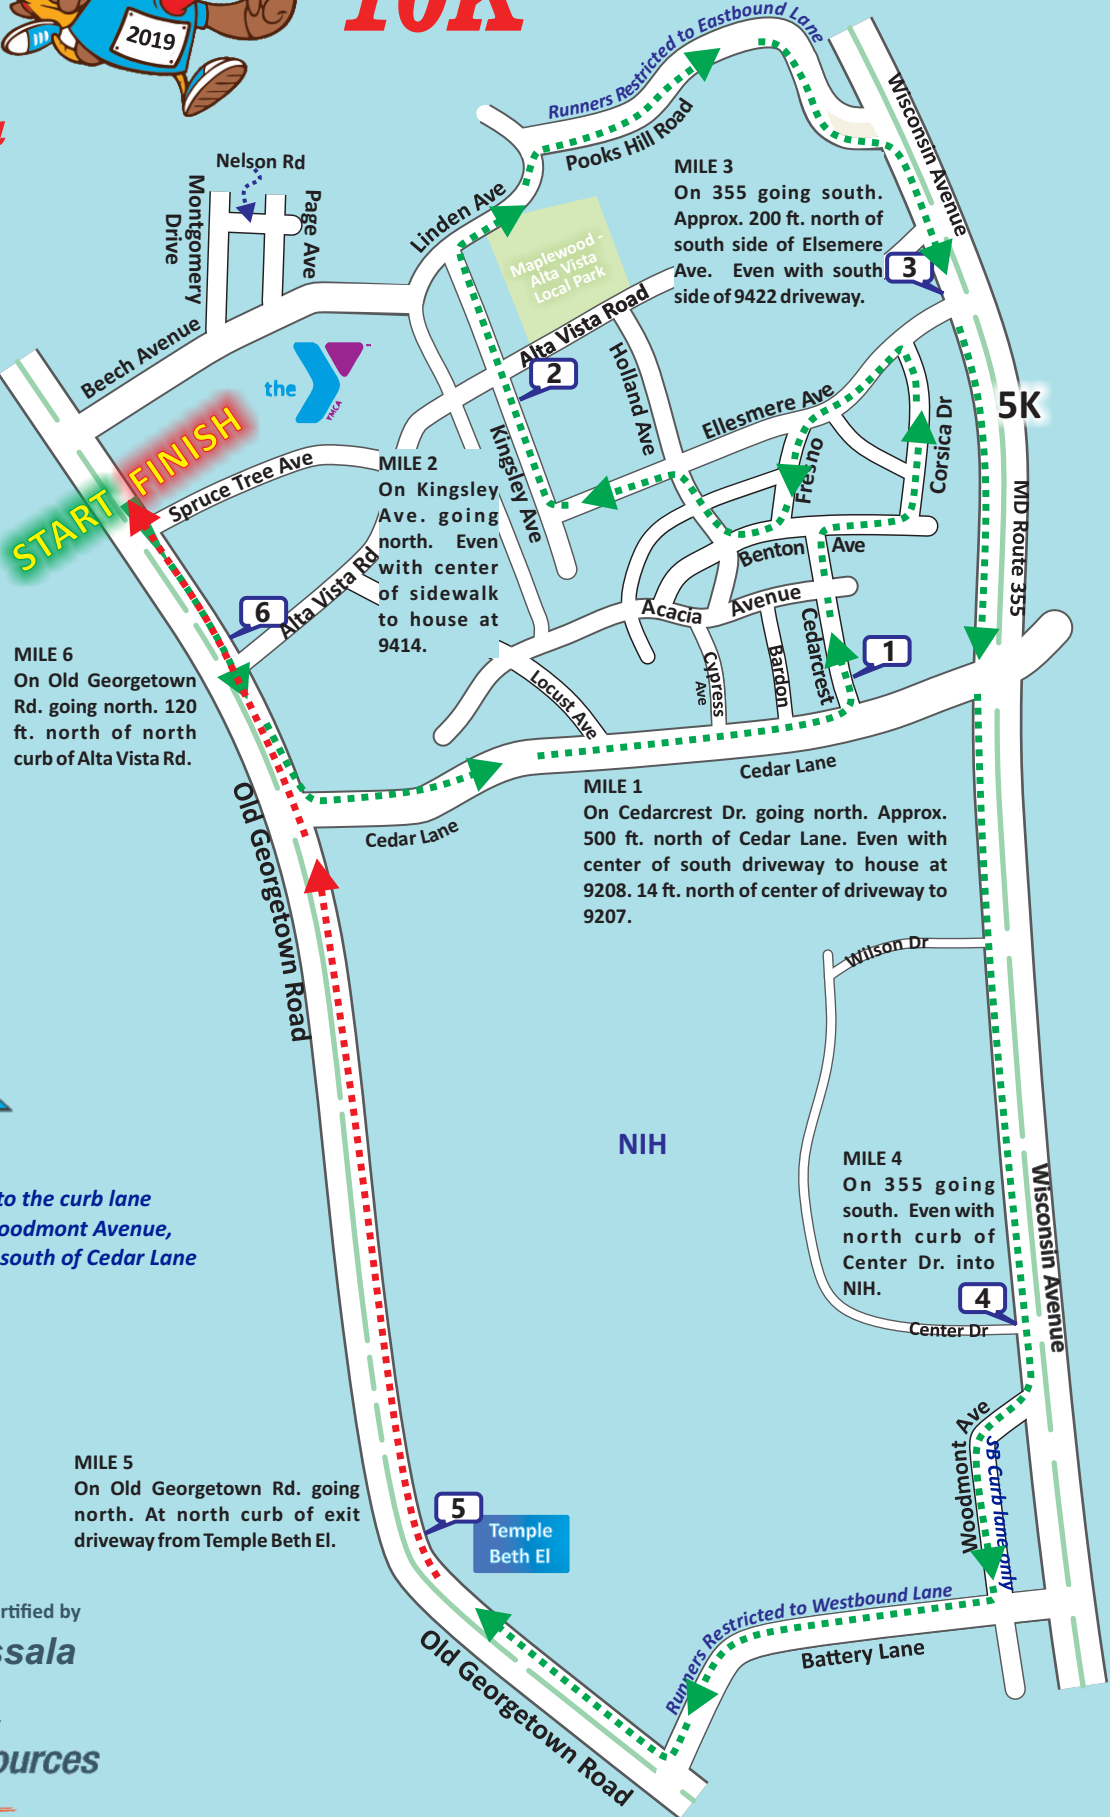 10K
2019
Runners Restricted to Eastbound Lane
Pooks Hill Road
Wisconsin Avenue
Nelson Rd
Montgomery
Drive
Page Ave
Linden Ave
MILE 3
On 355 going south.
Approx. 200 ft. north of
south side of Elsemere
Ave. Even with south
side of 9422 driveway.
3
Maplewood -
Alta Vista
Local Park
Alta Vista Road
Beech Avenue
the
YMCA
2
Holland Ave
Ellesmere Ave
5K
Corsica Dr
START FINISH
Spruce Tree Ave
Kingsley Ave
Fresno
MILE 2
On Kingsley
Ave. going
north. Even
with center
of sidewalk
to house at
9414.
MD Route 355
Benton Ave
Alta Vista Rd
6
Acacia Avenue
Cedarcrest
1
Cypress
Ave
Bardon
Locust Ave
MILE 6
On Old Georgetown
Rd. going north. 120
ft. north of north
curb of Alta Vista Rd.
Cedar Lane
Cedar Lane
MILE 1
On Cedarcrest Dr. going north. Approx.
500 ft. north of Cedar Lane. Even with
center of south driveway to house at
9208. 14 ft. north of center of driveway to
9207.
Old Georgetown Road
Wilson Dr
NIH
MILE 4
On 355 going
south. Even with
north curb of
Center Dr. into
NIH.
4
Center Dr
Wisconsin Avenue
to the curb lane
oodmont Avenue,
south of Cedar Lane
Woodmont Ave
SB Curb lane only
MILE 5
On Old Georgetown Rd. going
north. At north curb of exit
driveway from Temple Beth El.
5
Temple
Beth El
Runners Restricted to Westbound Lane
Battery Lane
Old Georgetown Road
rtified by
ssala
ources